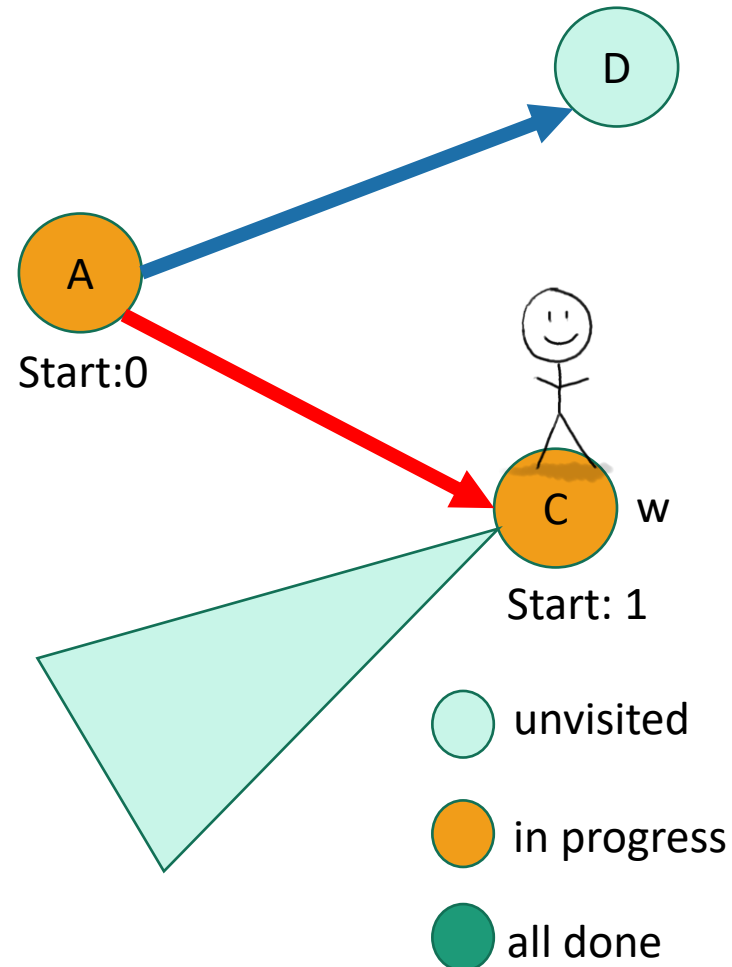 D
A
Start:0
C
w
Start: 1
unvisited
in progress
all done